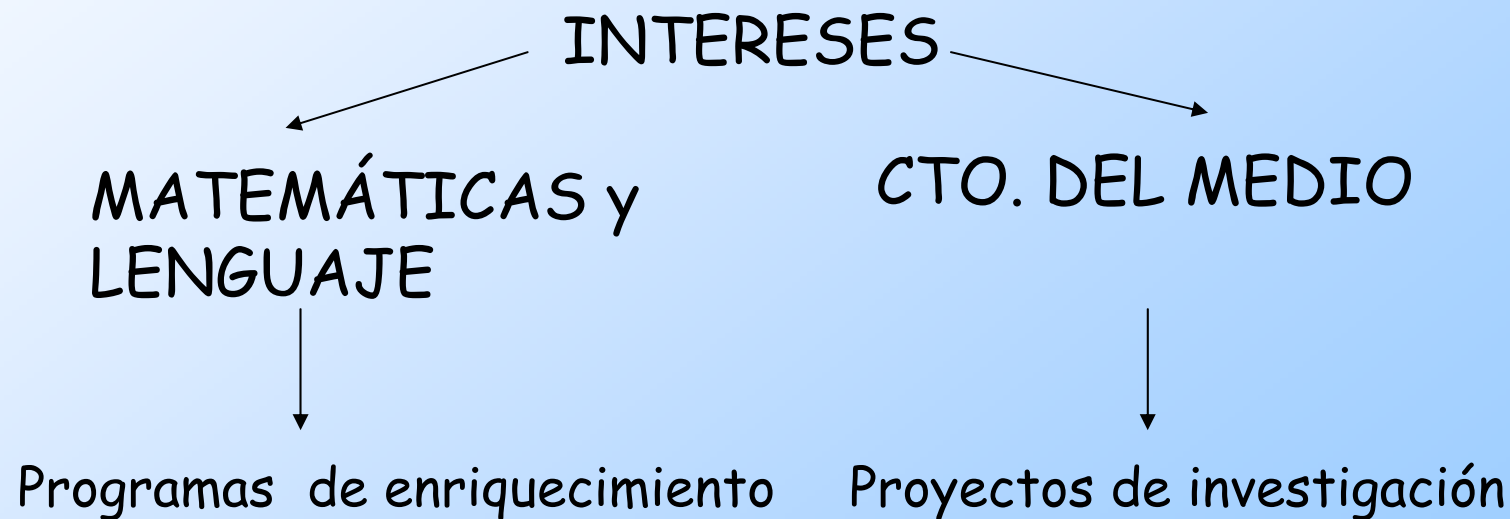 INTERESES
MATEMÁTICAS y
LENGUAJE
CTO. DEL MEDIO
Programas de enriquecimiento
Proyectos de investigación